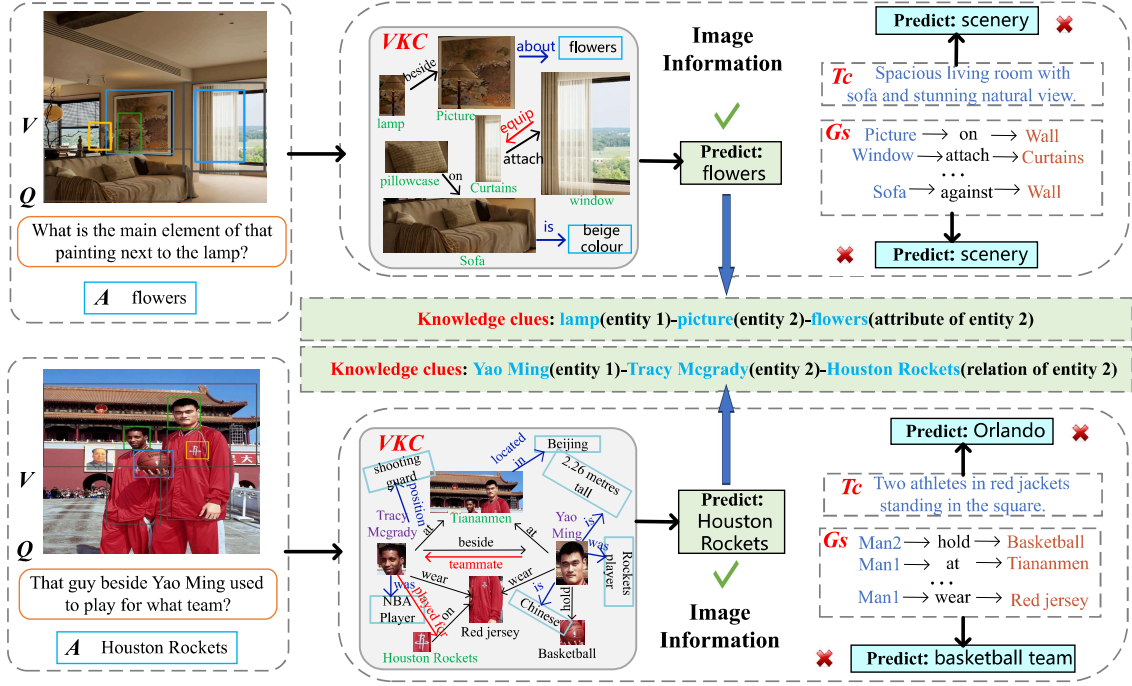 V
Q
What is the main element of that
painting next to the lamp?
A flowers
VKC
beside
about
flowers
lamp
Picture
equip
attach
pillowcase
on
Curtains
window
is
beige
colour
Sofa
Image
Information
Predict:
flowers
Predict: scenery
Tc
Spacious living room with
sofa and stunning natural view.
Gs
Picture on Wall
Window attach Curtains
...
Sofa against Wall
Predict: scenery
Knowledge clues: lamp(entity 1)-picture(entity 2)-flowers(attribute of entity 2)
Knowledge clues: Yao Ming(entity 1)-Tracy Mcgrady(entity 2)-Houston Rockets(relation of entity 2)
V
Q
That guy beside Yao Ming used
to play for what team?
A Houston Rockets
VKC
shooting
guard
located
in
Beijing
2.26 metres
tall
position
Tracy
Mcgrady
Tiananmen
Yao
Ming
at
at
is
beside
teammate
was
Rockets
player
wear
wear
was
NBA
Player
played for
on
is
Chinese
hold
Red jersey
Houston Rockets
Basketball
Predict:
Houston
Rockets
Image
Information
Predict: Orlando
Tc
Two athletes in red jackets
standing in the square.
Gs
Man2 hold Basketball
Man1 at Tiananmen
...
Man1 wear Red jersey
Predict: basketball team